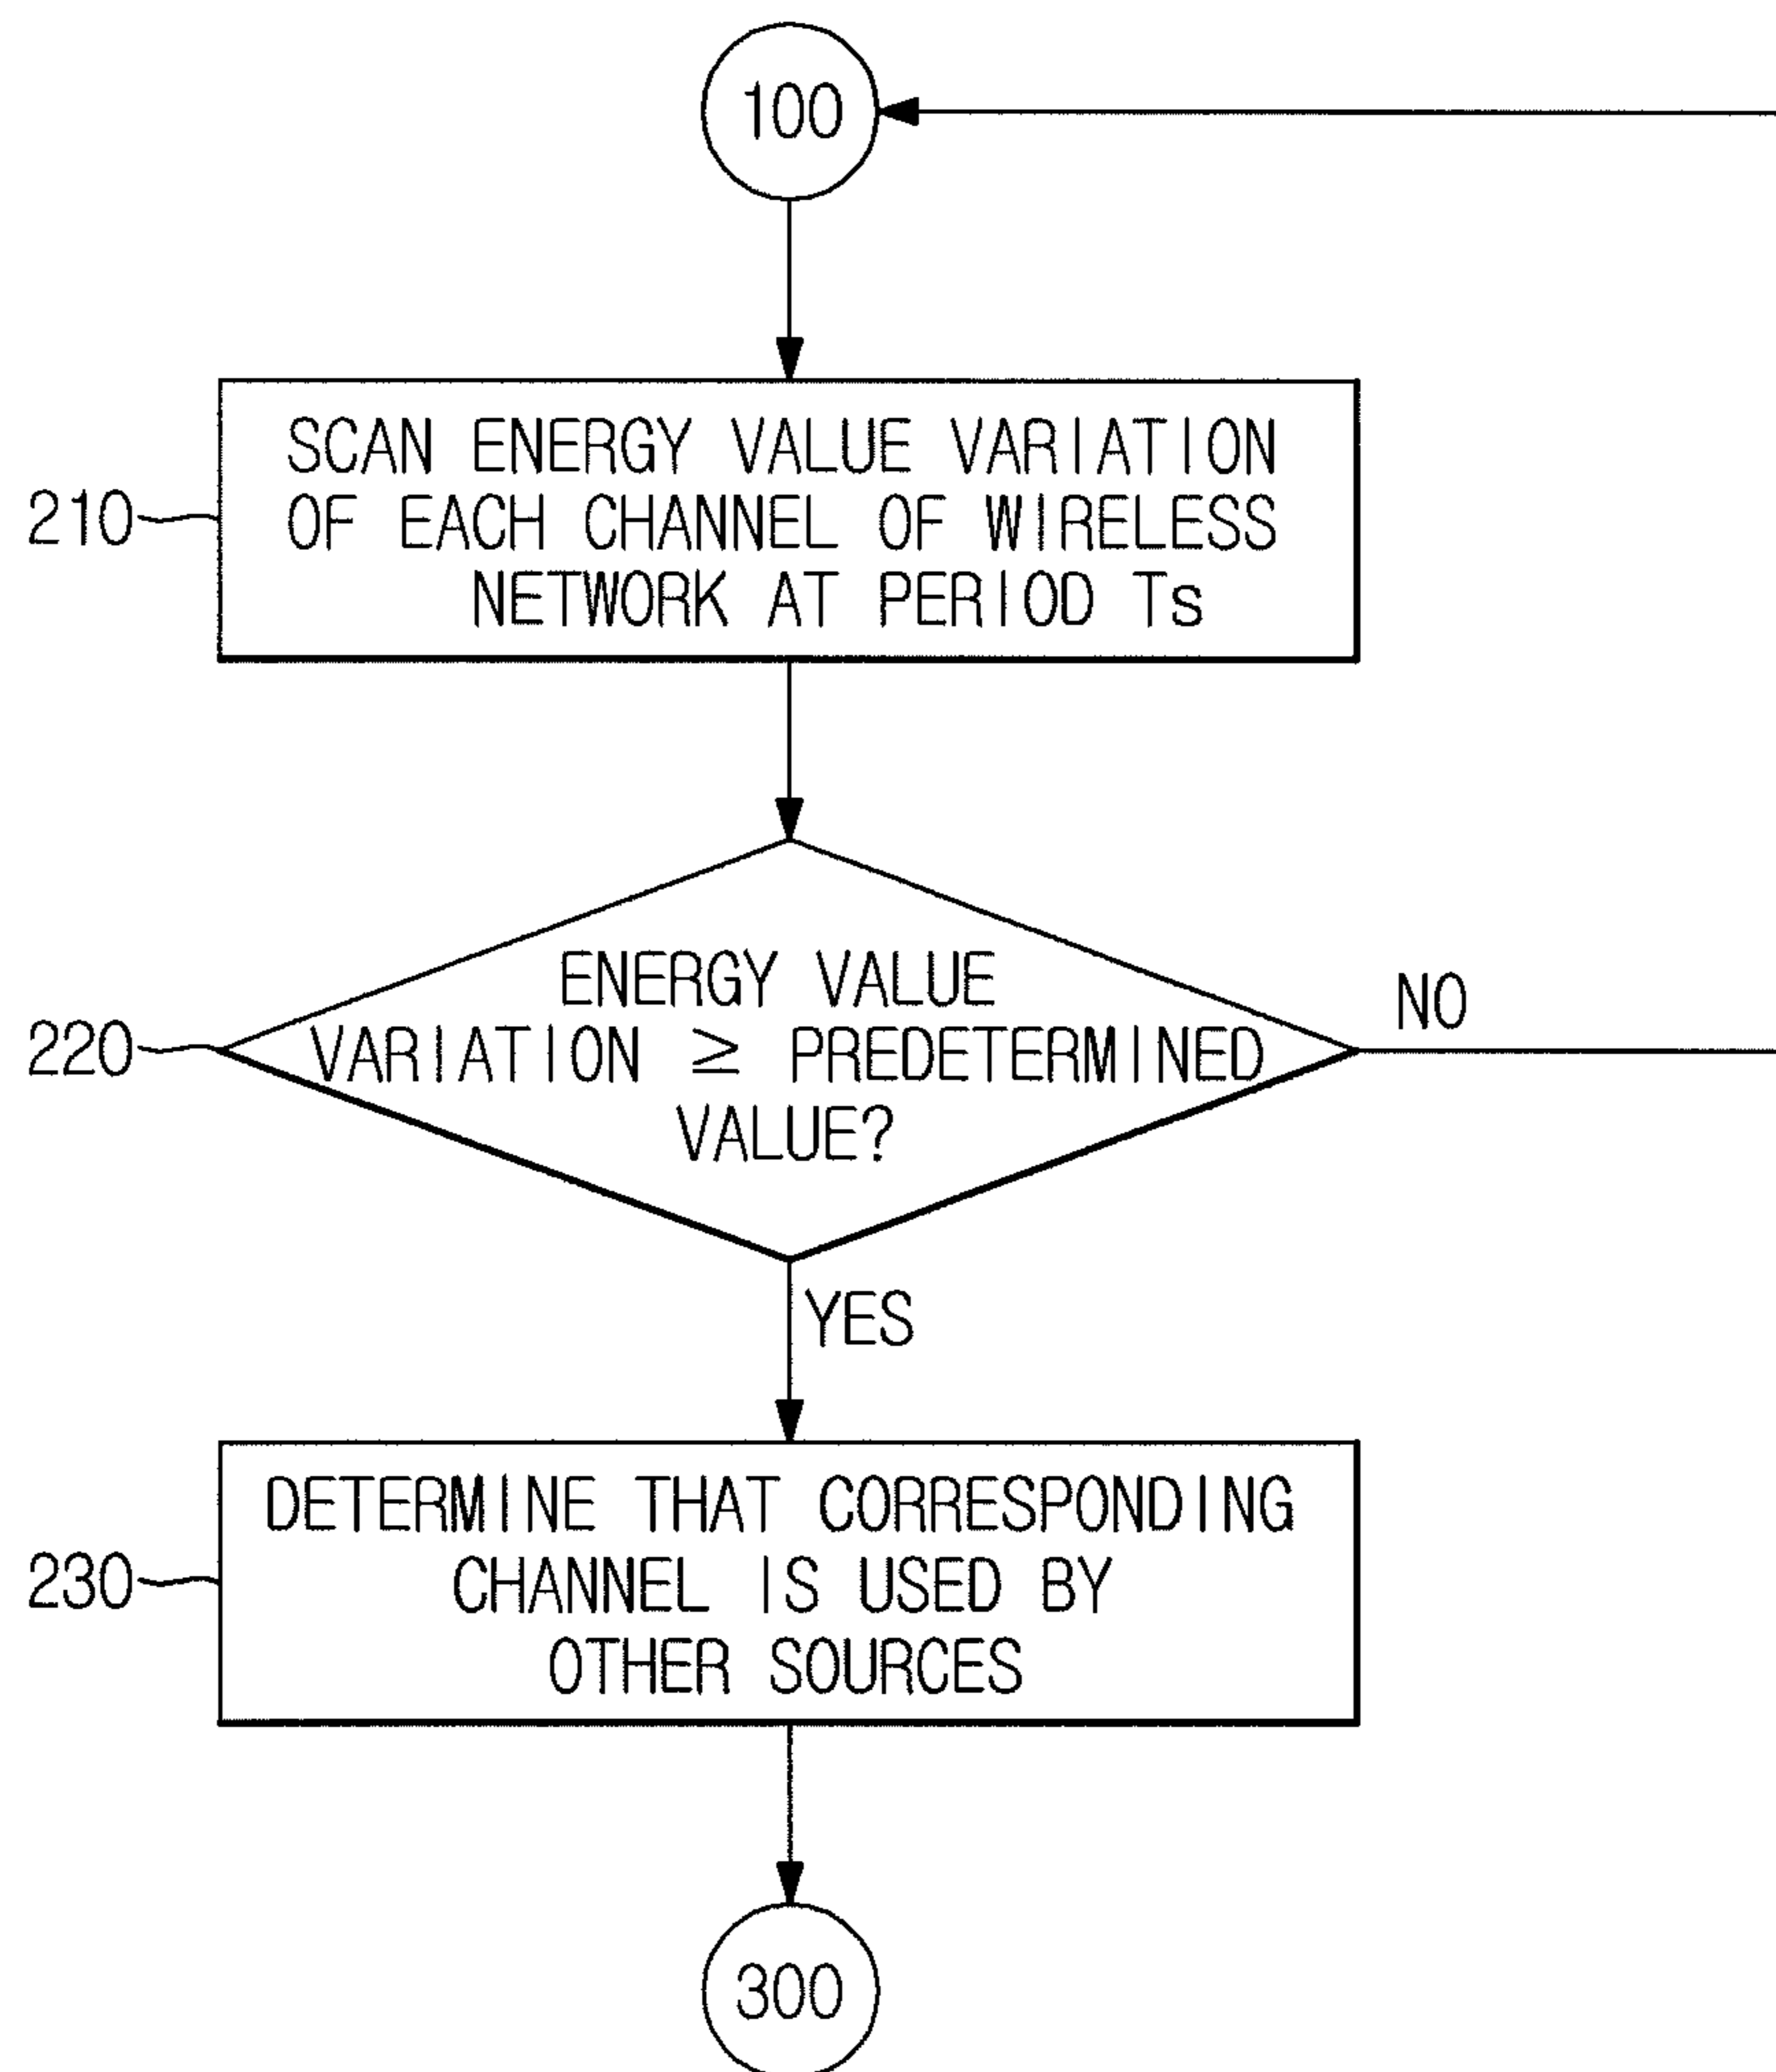 100
SCAN ENERGY VALUE VARIATION
210
OF EACH CHANNEL OF WIRELESS
NETWORK AT PERIOD Ts
ENERGY VALUE
NO
220
VARIATION ≥ PREDETERMINED
VALUE?
YES
DETERMINE THAT CORRESPONDING
230
CHANNEL IS USED BY
OTHER SOURCES
300